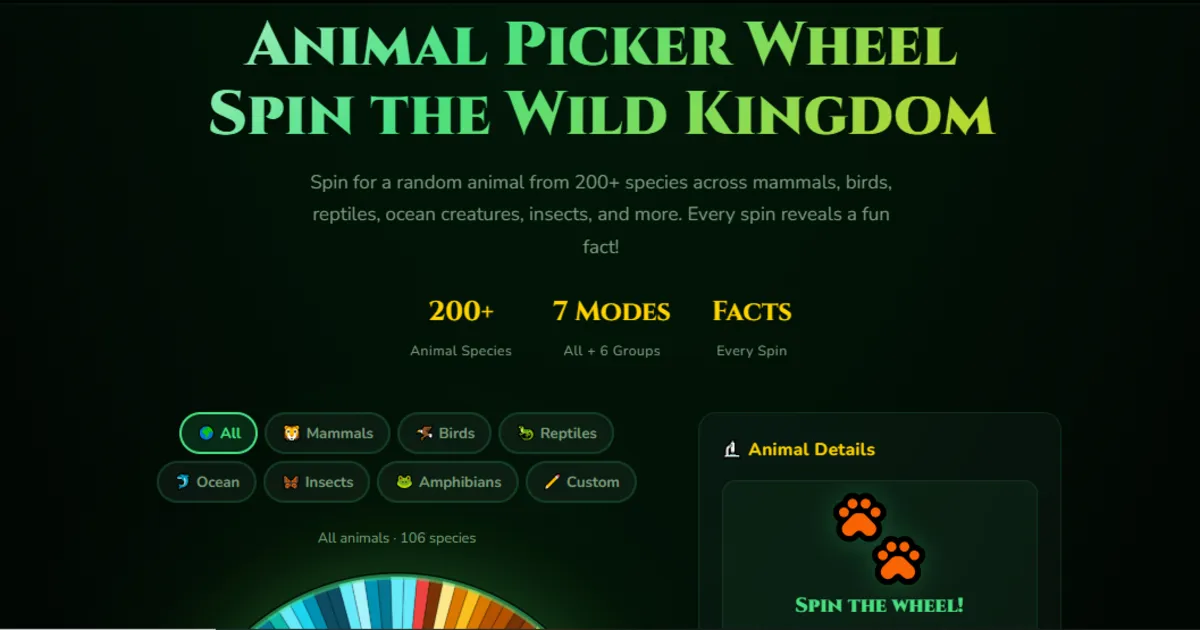 Animal Picker Wheel
Spin the Wild Kingdom
Spin for a random animal from 200+ species across mammals, birds,
reptiles, ocean creatures, insects, and more. Every spin reveals a fun
fact!
200+
Animal Species
7 Modes
All + 6 Groups
Facts
Every Spin
All
Mammals
Birds
Reptiles
Ocean
Insects
Amphibians
Custom
All animals · 106 species
Animal Details
Spin the wheel!